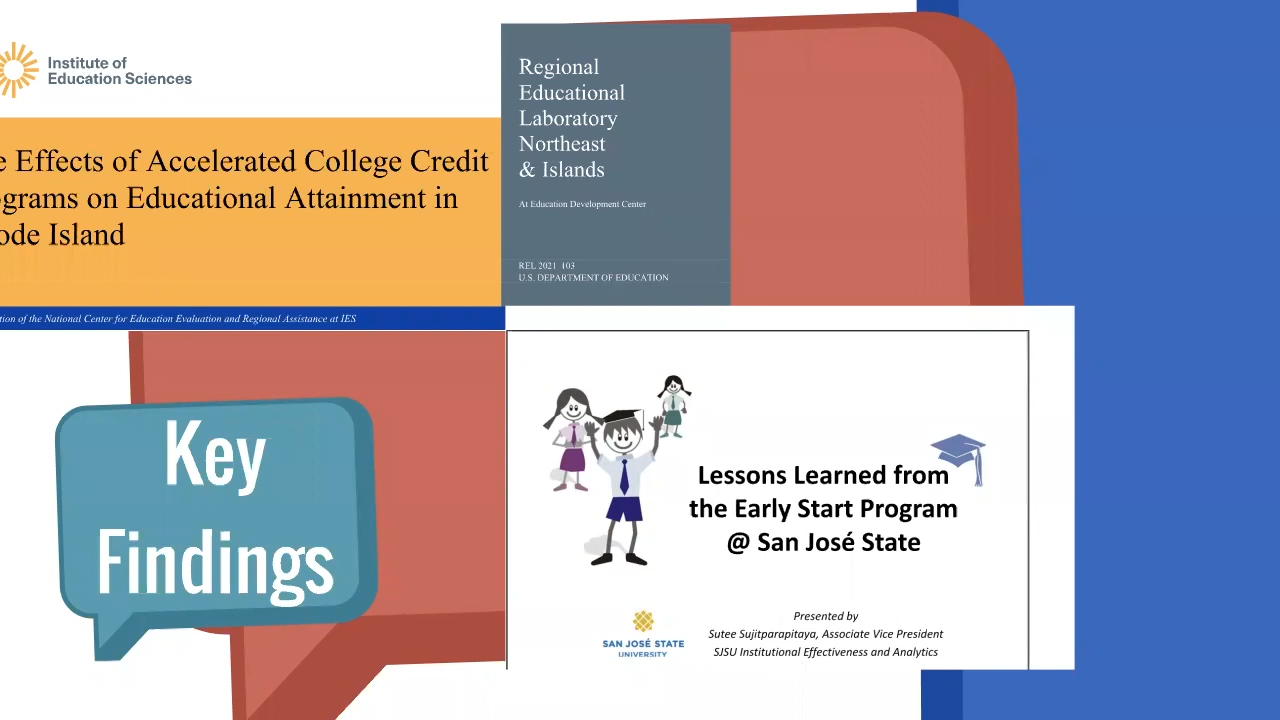 Institute of
Education Sciences
Effects of Accelerated College Credit
grams on Educational Attainment in
ode Island
tion of the National Center for Education Evaluation and Regional Assistance at IES
Regional
Educational
Laboratory
Northeast
& Islands
At Education Development Center
REL 2021 103
U.S. DEPARTMENT OF EDUCATION
Key
Findings
Lessons Learned from
the Early Start Program
@ San José State
SAN JOSÉ STATE
UNIVERSITY
Presented by
Sutee Sujitparapitaya, Associate Vice President
SJSU Institutional Effectiveness and Analytics